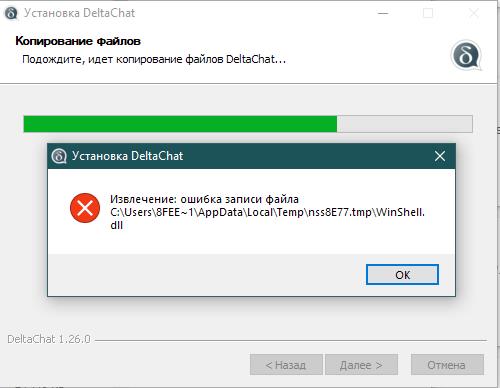 Установка DeltaChat
Копирование файлов
Подождите, идет копирование файлов DeltaChat...
Установка DeltaChat
Извлечение: ошибка записи файла
C:\Users\8FEE~1\AppData\Local\Temp\nss8E77.tmp\WinShell.
dll
OK
DeltaChat 1.26.0
< Назад
Далее >
Отмена